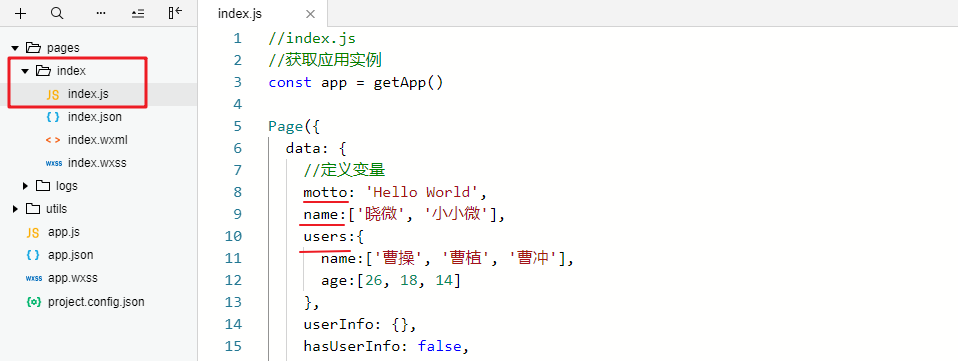 index.js
pages
index
JS index.js
{ } index.json
< > index.wxml
wxss index.wxss
logs
utils
JS app.js
{ } app.json
wxss app.wxss
{o} project.config.json
1 //index.js
2 //获取应用实例
3 const app = getApp()
4
5 Page({
6 data: {
7 //定义变量
8 motto: 'Hello World',
9 name:['晓微', '小小微'],
10 users:{
11 name:['曹操', '曹植', '曹冲'],
12 age:[26, 18, 14]
13 },
14 userInfo: {},
15 hasUserInfo: false,